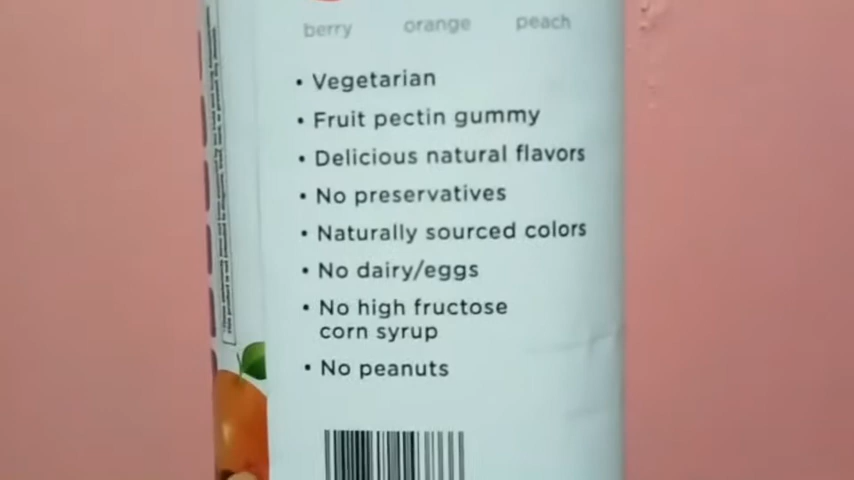 berry orange peach
• Vegetarian
• Fruit pectin gummy
• Delicious natural flavors
• No preservatives
• Naturally sourced colors
• No dairy/eggs
• No high fructose
corn syrup
• No peanuts